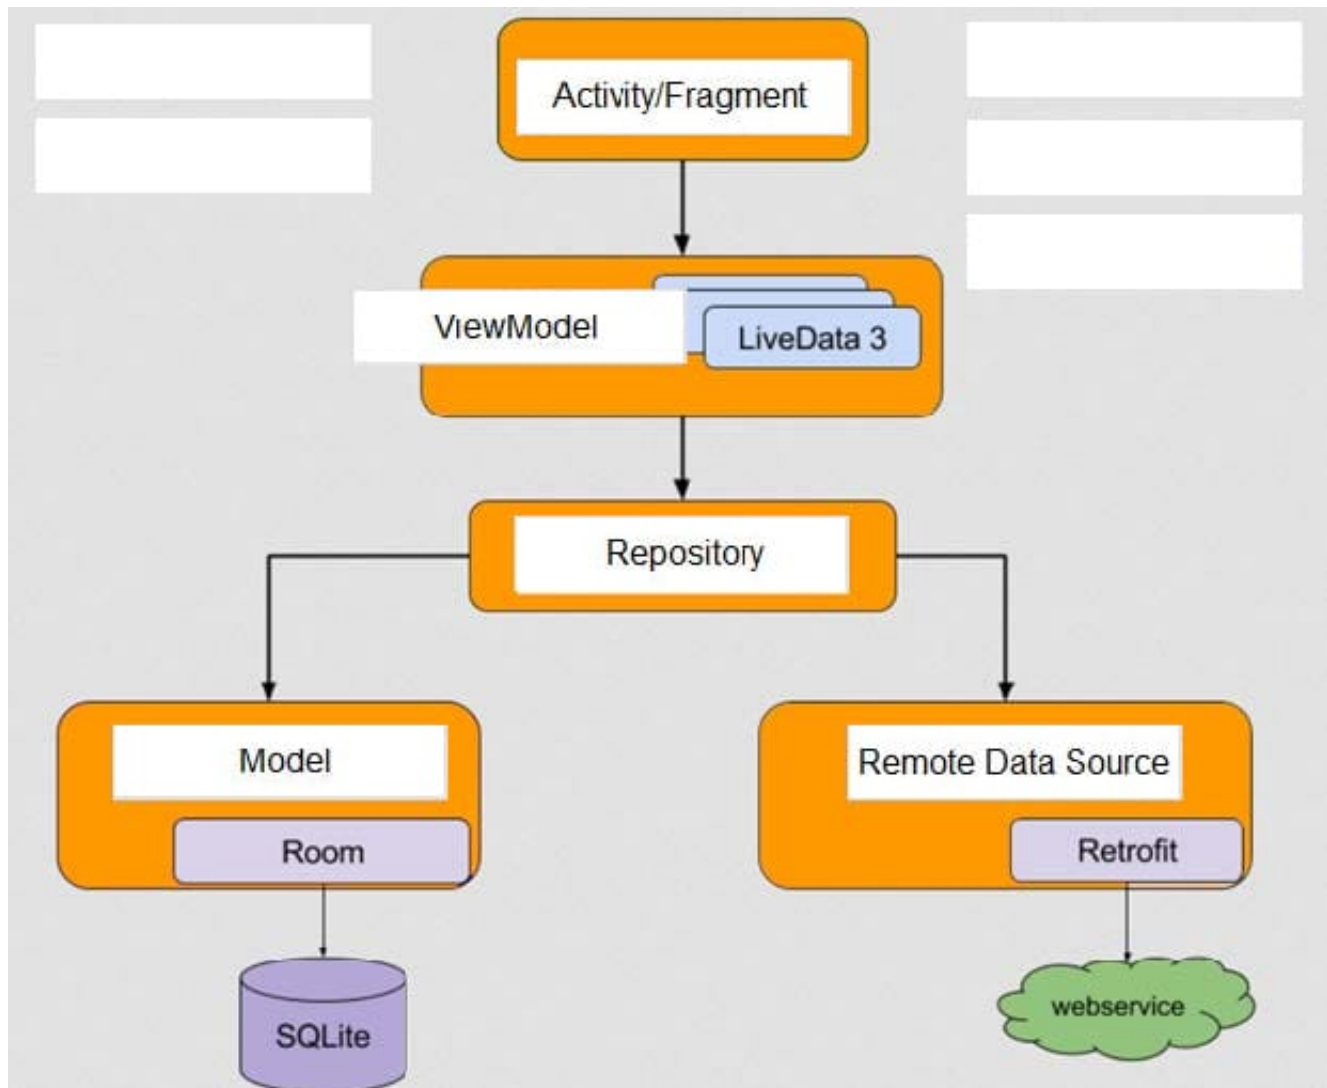 Activity/Fragment
ViewModel
LiveData 3
Repository
Model
Remote Data Source
Room
Retrofit
SQLite
webservice